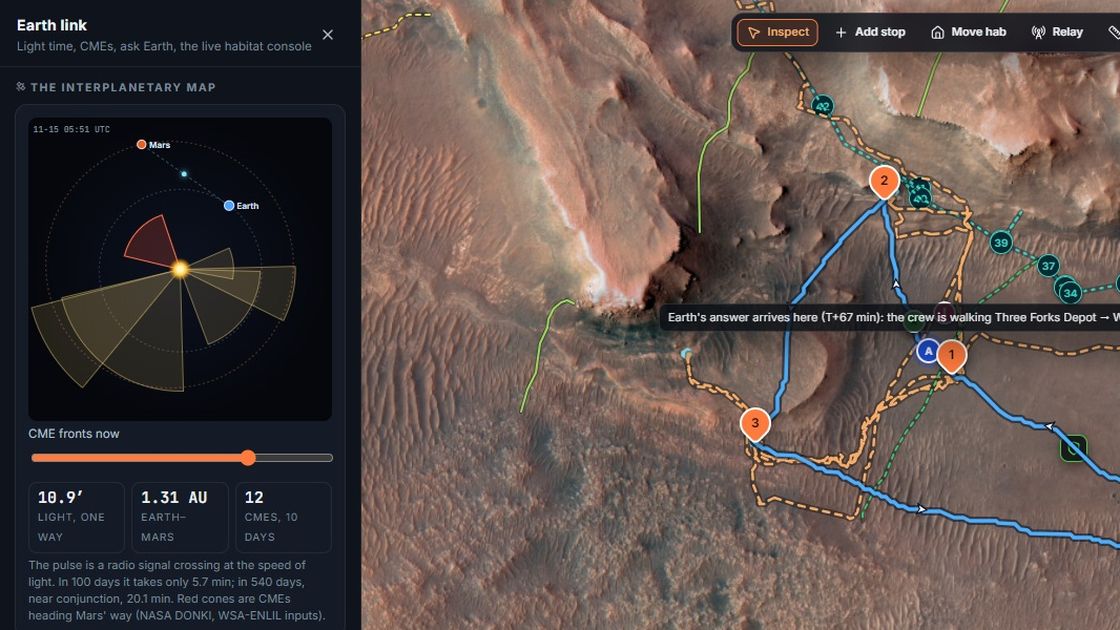 Earth link
Light time, CMEs, ask Earth, the live habitat console
THE INTERPLANETARY MAP
11-15 05:51 UTC
Mars
Earth
CME fronts now
10.9′
LIGHT, ONE WAY
1.31 AU
EARTH–MARS
12
CMES, 10 DAYS
The pulse is a radio signal crossing at the speed of
light. In 100 days it takes only 5.7 min; in 540 days,
near conjunction, 20.1 min. Red cones are CMEs
heading Mars' way (NASA DONKI, WSA-ENLIL inputs).
Inspect
Add stop
Move hab
Relay
42
2
40
39
37
34
Earth's answer arrives here (T+67 min): the crew is walking Three Forks Depot → W
A
1
3